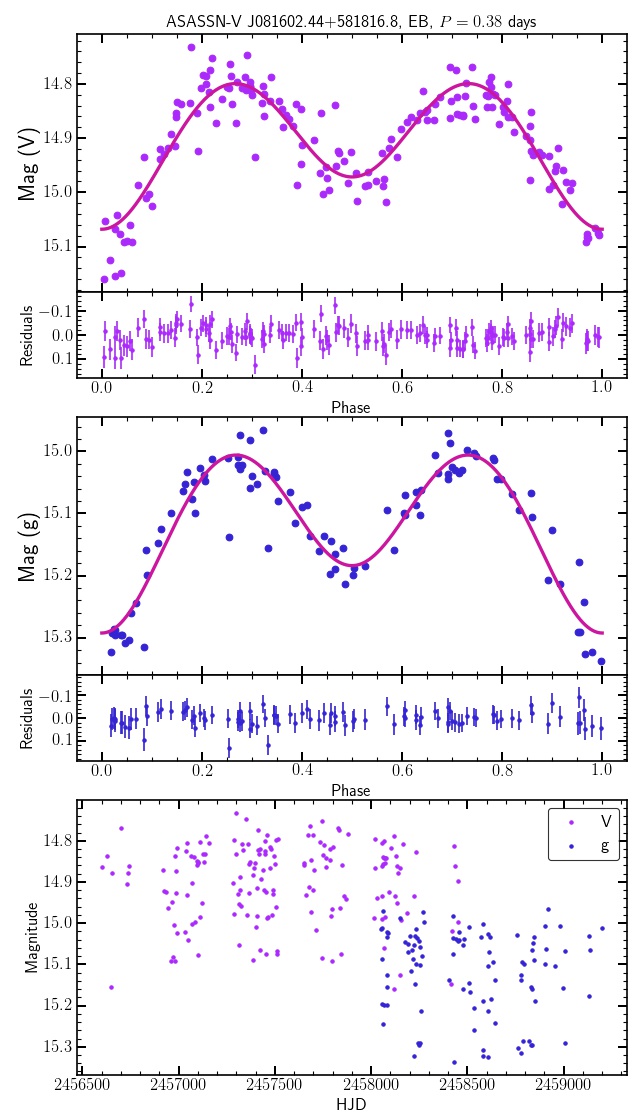 ASASSN-V J081602.44+581816.8, EB, P = 0.38 days
14.8
14.9
15.0
15.1
Mag (V)
−0.1
0.0
0.1
Residuals
0.0 0.2 0.4 0.6 0.8 1.0
Phase
15.0
15.1
15.2
15.3
Mag (g)
−0.1
0.0
0.1
Residuals
0.0 0.2 0.4 0.6 0.8 1.0
Phase
V
g
14.8
14.9
15.0
15.1
15.2
15.3
Magnitude
2456500 2457000 2457500 2458000 2458500 2459000
HJD